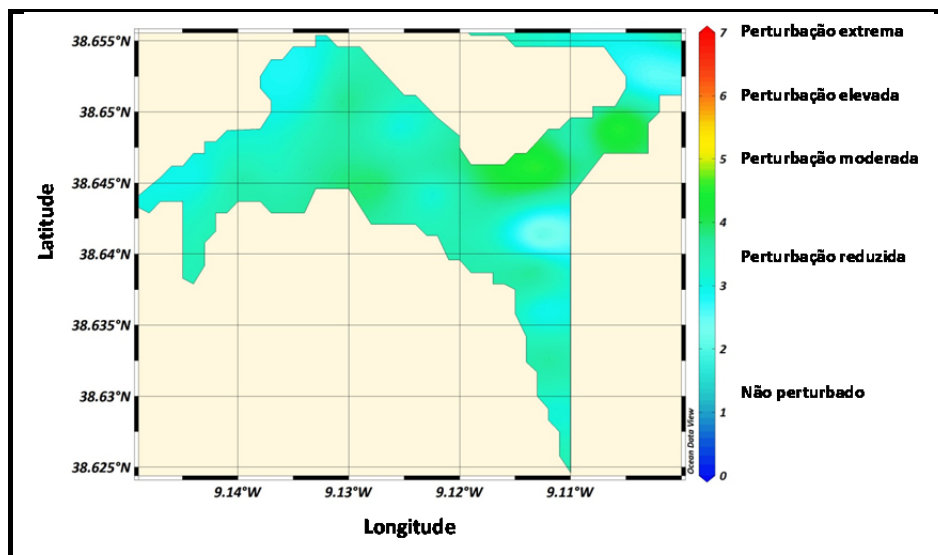 38.655°N
38.65°N
38.645°N
38.64°N
38.635°N
38.63°N
38.625°N
Latitude
9.14°W
9.13°W
9.12°W
9.11°W
Longitude
Ocean Data View
7
6
5
4
3
2
1
0
Perturbação extrema
Perturbação elevada
Perturbação moderada
Perturbação reduzida
Não perturbado